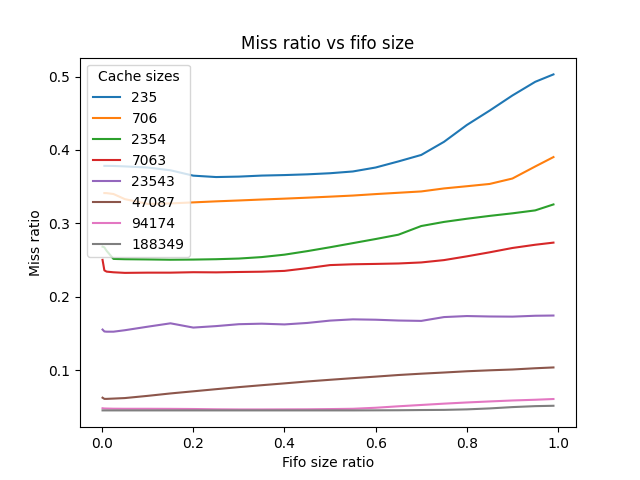 Miss ratio vs fifo size
Cache sizes
235
706
2354
7063
23543
47087
94174
188349
Miss ratio
0.5
0.4
0.3
0.2
0.1
0.0 0.2 0.4 0.6 0.8 1.0
Fifo size ratio